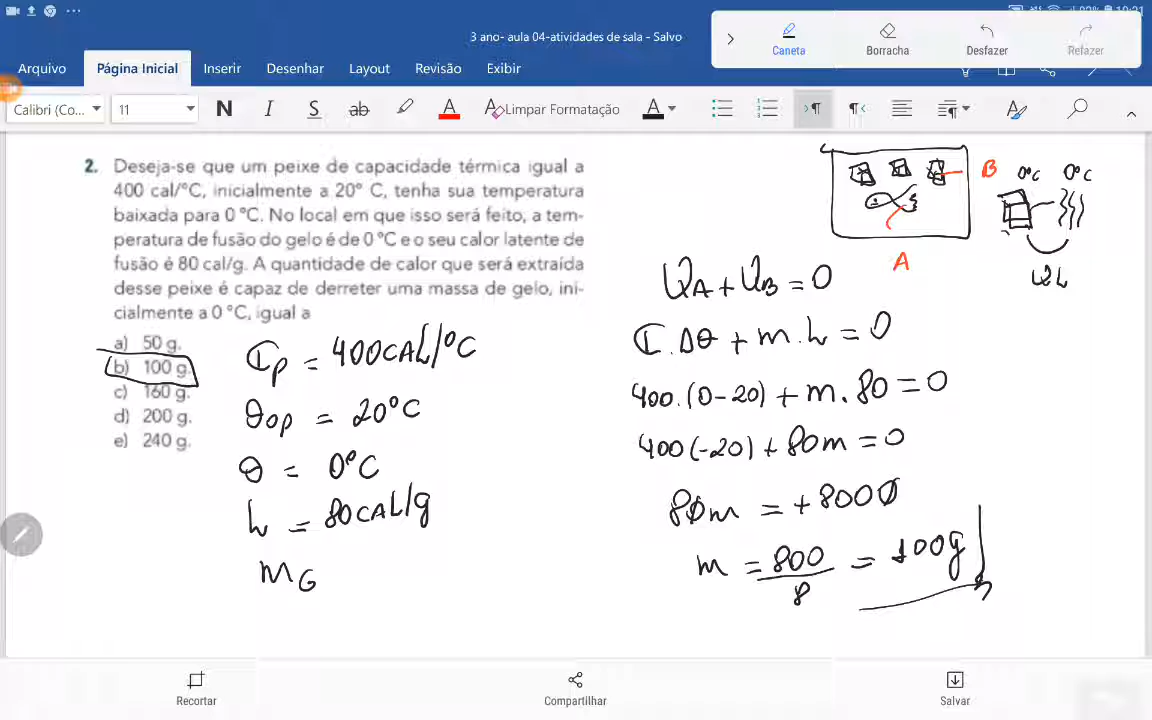 3 ano- aula 04-atividades de sala - Salvo
Caneta
Borracha
Desfazer
Refazer
Arquivo
Página Inicial
Inserir
Desenhar
Layout
Revisão
Exibir
Calibri (Co...
11
N
I
S
ab
A
Limpar Formatação
A
2. Deseja-se que um peixe de capacidade térmica igual a
400 cal/°C, inicialmente a 20° C, tenha sua temperatura
baixada para 0 °C. No local em que isso será feito, a tem-
peratura de fusão do gelo é de 0 °C e o seu calor latente de
fusão é 80 cal/g. A quantidade de calor que será extraída
desse peixe é capaz de derreter uma massa de gelo, ini-
cialmente a 0 °C, igual a
a) 50 g.
b) 100 g.
c) 160 g.
d) 200 g.
e) 240 g.
Cp = 400CAL/°C
θop = 20°C
θ = 0°C
L = 80CAL/g
mG
B
0°C 0°C
A
QL
QA + QB = 0
C.Δθ + m.L = 0
400.(0-20) + m.80 = 0
400(-20) + 80m = 0
80m = +8000
m = 800/8 = 100g
Recortar
Compartilhar
Salvar